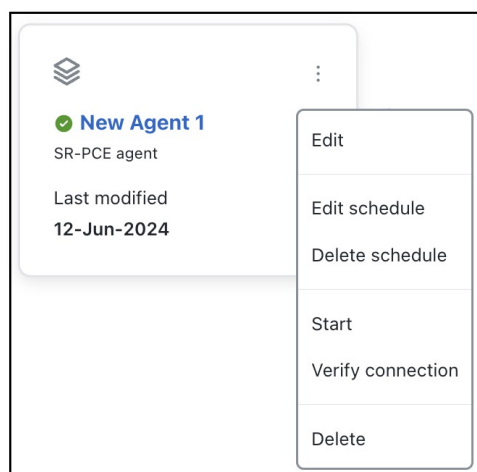 New Agent 1
SR-PCE agent
Last modified
12-Jun-2024
Edit
Edit schedule
Delete schedule
Start
Verify connection
Delete